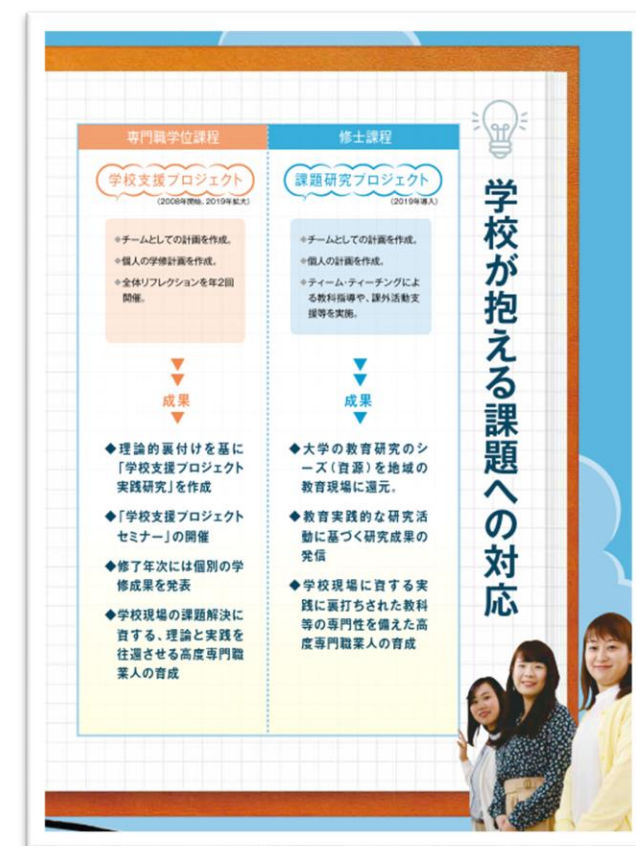 学校が抱える課題への対応
専門職学位課程
学校支援プロジェクト
(2008年開始、2019年拡大)
※チームとしての計画を作成。
※個人の学修計画を作成。
※全体リフレクションを年2回
開催。
成果
◆理論的裏付けを基に
「学校支援プロジェクト
実践研究」を作成
◆「学校支援プロジェクト
セミナー」の開催
◆修了年次には個別の学
修成果を発表
◆学校現場の課題解決に
資する、理論と実践を
往還させる高度専門職
業人の育成
修士課程
課題研究プロジェクト
(2019年導入)
※チームとしての計画を作成。
※個人の計画を作成。
※ティーム・ティーチングによ
る教科指導や、課外活動支
援等を実施。
成果
◆大学の教育研究のシ
ーズ(資源)を地域の
教育現場に還元。
◆教育実践的な研究活
動に基づく研究成果の
発信
◆学校現場に資する実
践に裏打ちされた教科
等の専門性を備えた高
度専門職業人の育成